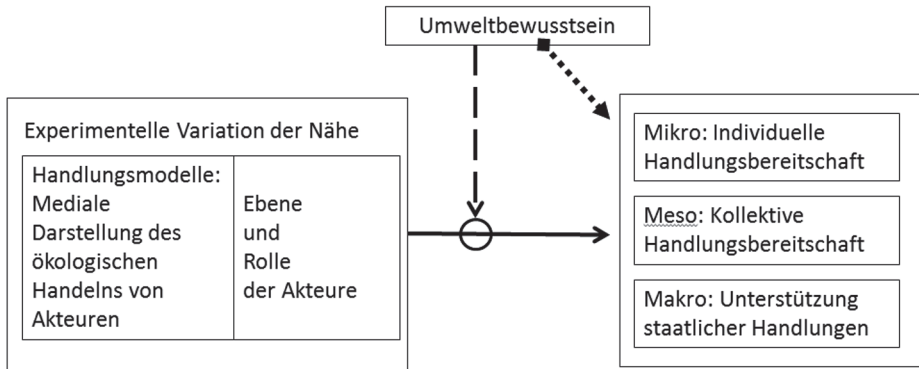 Umweltbewusstsein
Experimentelle Variation der Nähe
Handlungsmodelle:
Mediale
Darstellung des
ökologischen
Handelns von
Akteuren
Ebene
und
Rolle
der Akteure
Mikro: Individuelle
Handlungsbereitschaft
Meso: Kollektive
Handlungsbereitschaft
Makro: Unterstützung
staatlicher Handlungen